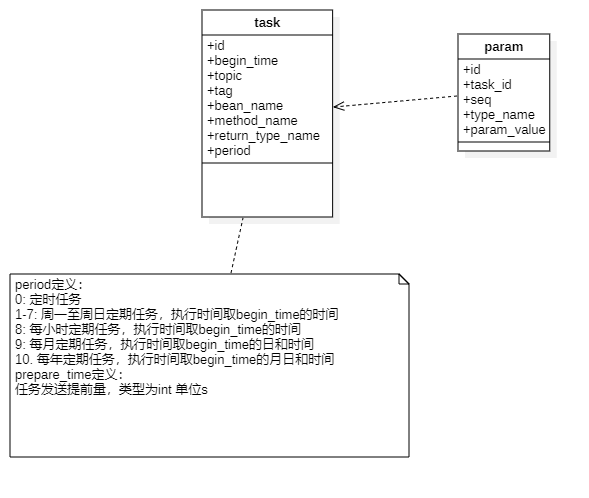 task
+id
+begin_time
+topic
+tag
+bean_name
+method_name
+return_type_name
+period
param
+id
+task_id
+seq
+type_name
+param_value
period定义：
0: 定时任务
1-7: 周一至周日定期任务，执行时间取begin_time的时间
8: 每小时定期任务，执行时间取begin_time的时间
9: 每月定期任务，执行时间取begin_time的日和时间
10. 每年定期任务，执行时间取begin_time的月日和时间
prepare_time定义：
任务发送提前量，类型为int 单位s